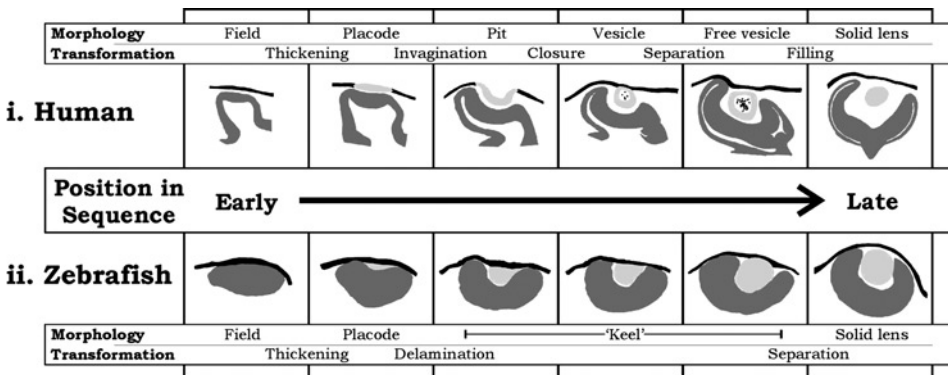 Morphology Field Placode Pit Vesicle Free vesicle Solid lens
Transformation Thickening Invagination Closure Separation Filling
i. Human
Position in
Sequence
Early Late
ii. Zebrafish
Morphology Field Placode 'Keel' Solid lens
Transformation Thickening Delamination Separation